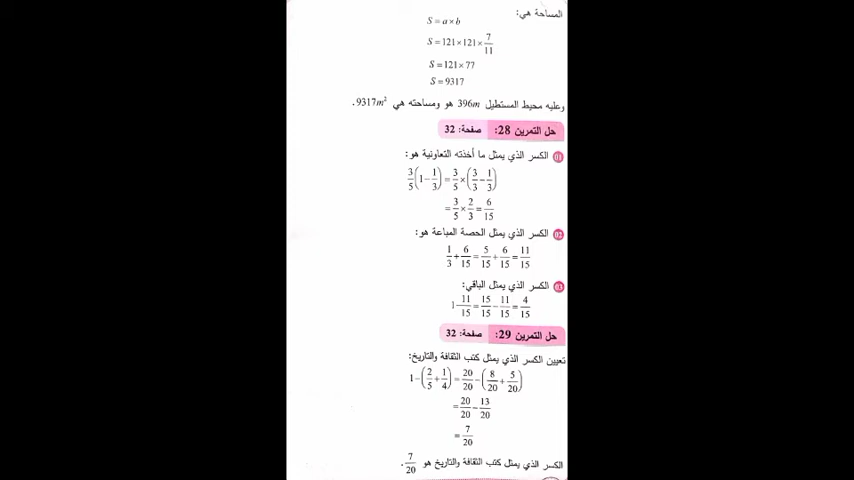 المساحة هي:
S = a × b
S = 121 × 121 × 7/11
S = 121 × 77
S = 9317
وعليه محيط المستطيل 396m هو ومساحته هي 9317m².
حل التمرين 28: صفحة: 32
01 الكسر الذي يمثل ما أخذته التعاونية هو:
3/5 (1 − 1/3) = 3/5 × (3/3 − 1/3)
= 3/5 × 2/3 = 6/15
02 الكسر الذي يمثل الحصة المباعة هو:
1/3 + 6/15 = 5/15 + 6/15 = 11/15
03 الكسر الذي يمثل الباقي:
1 − 11/15 = 15/15 − 11/15 = 4/15
حل التمرين 29: صفحة: 32
تعيين الكسر الذي يمثل كتب الثقافة والتاريخ:
1 − (2/5 + 1/4) = 20/20 − (8/20 + 5/20)
= 20/20 − 13/20
= 7/20
الكسر الذي يمثل كتب الثقافة والتاريخ هو 7/20.